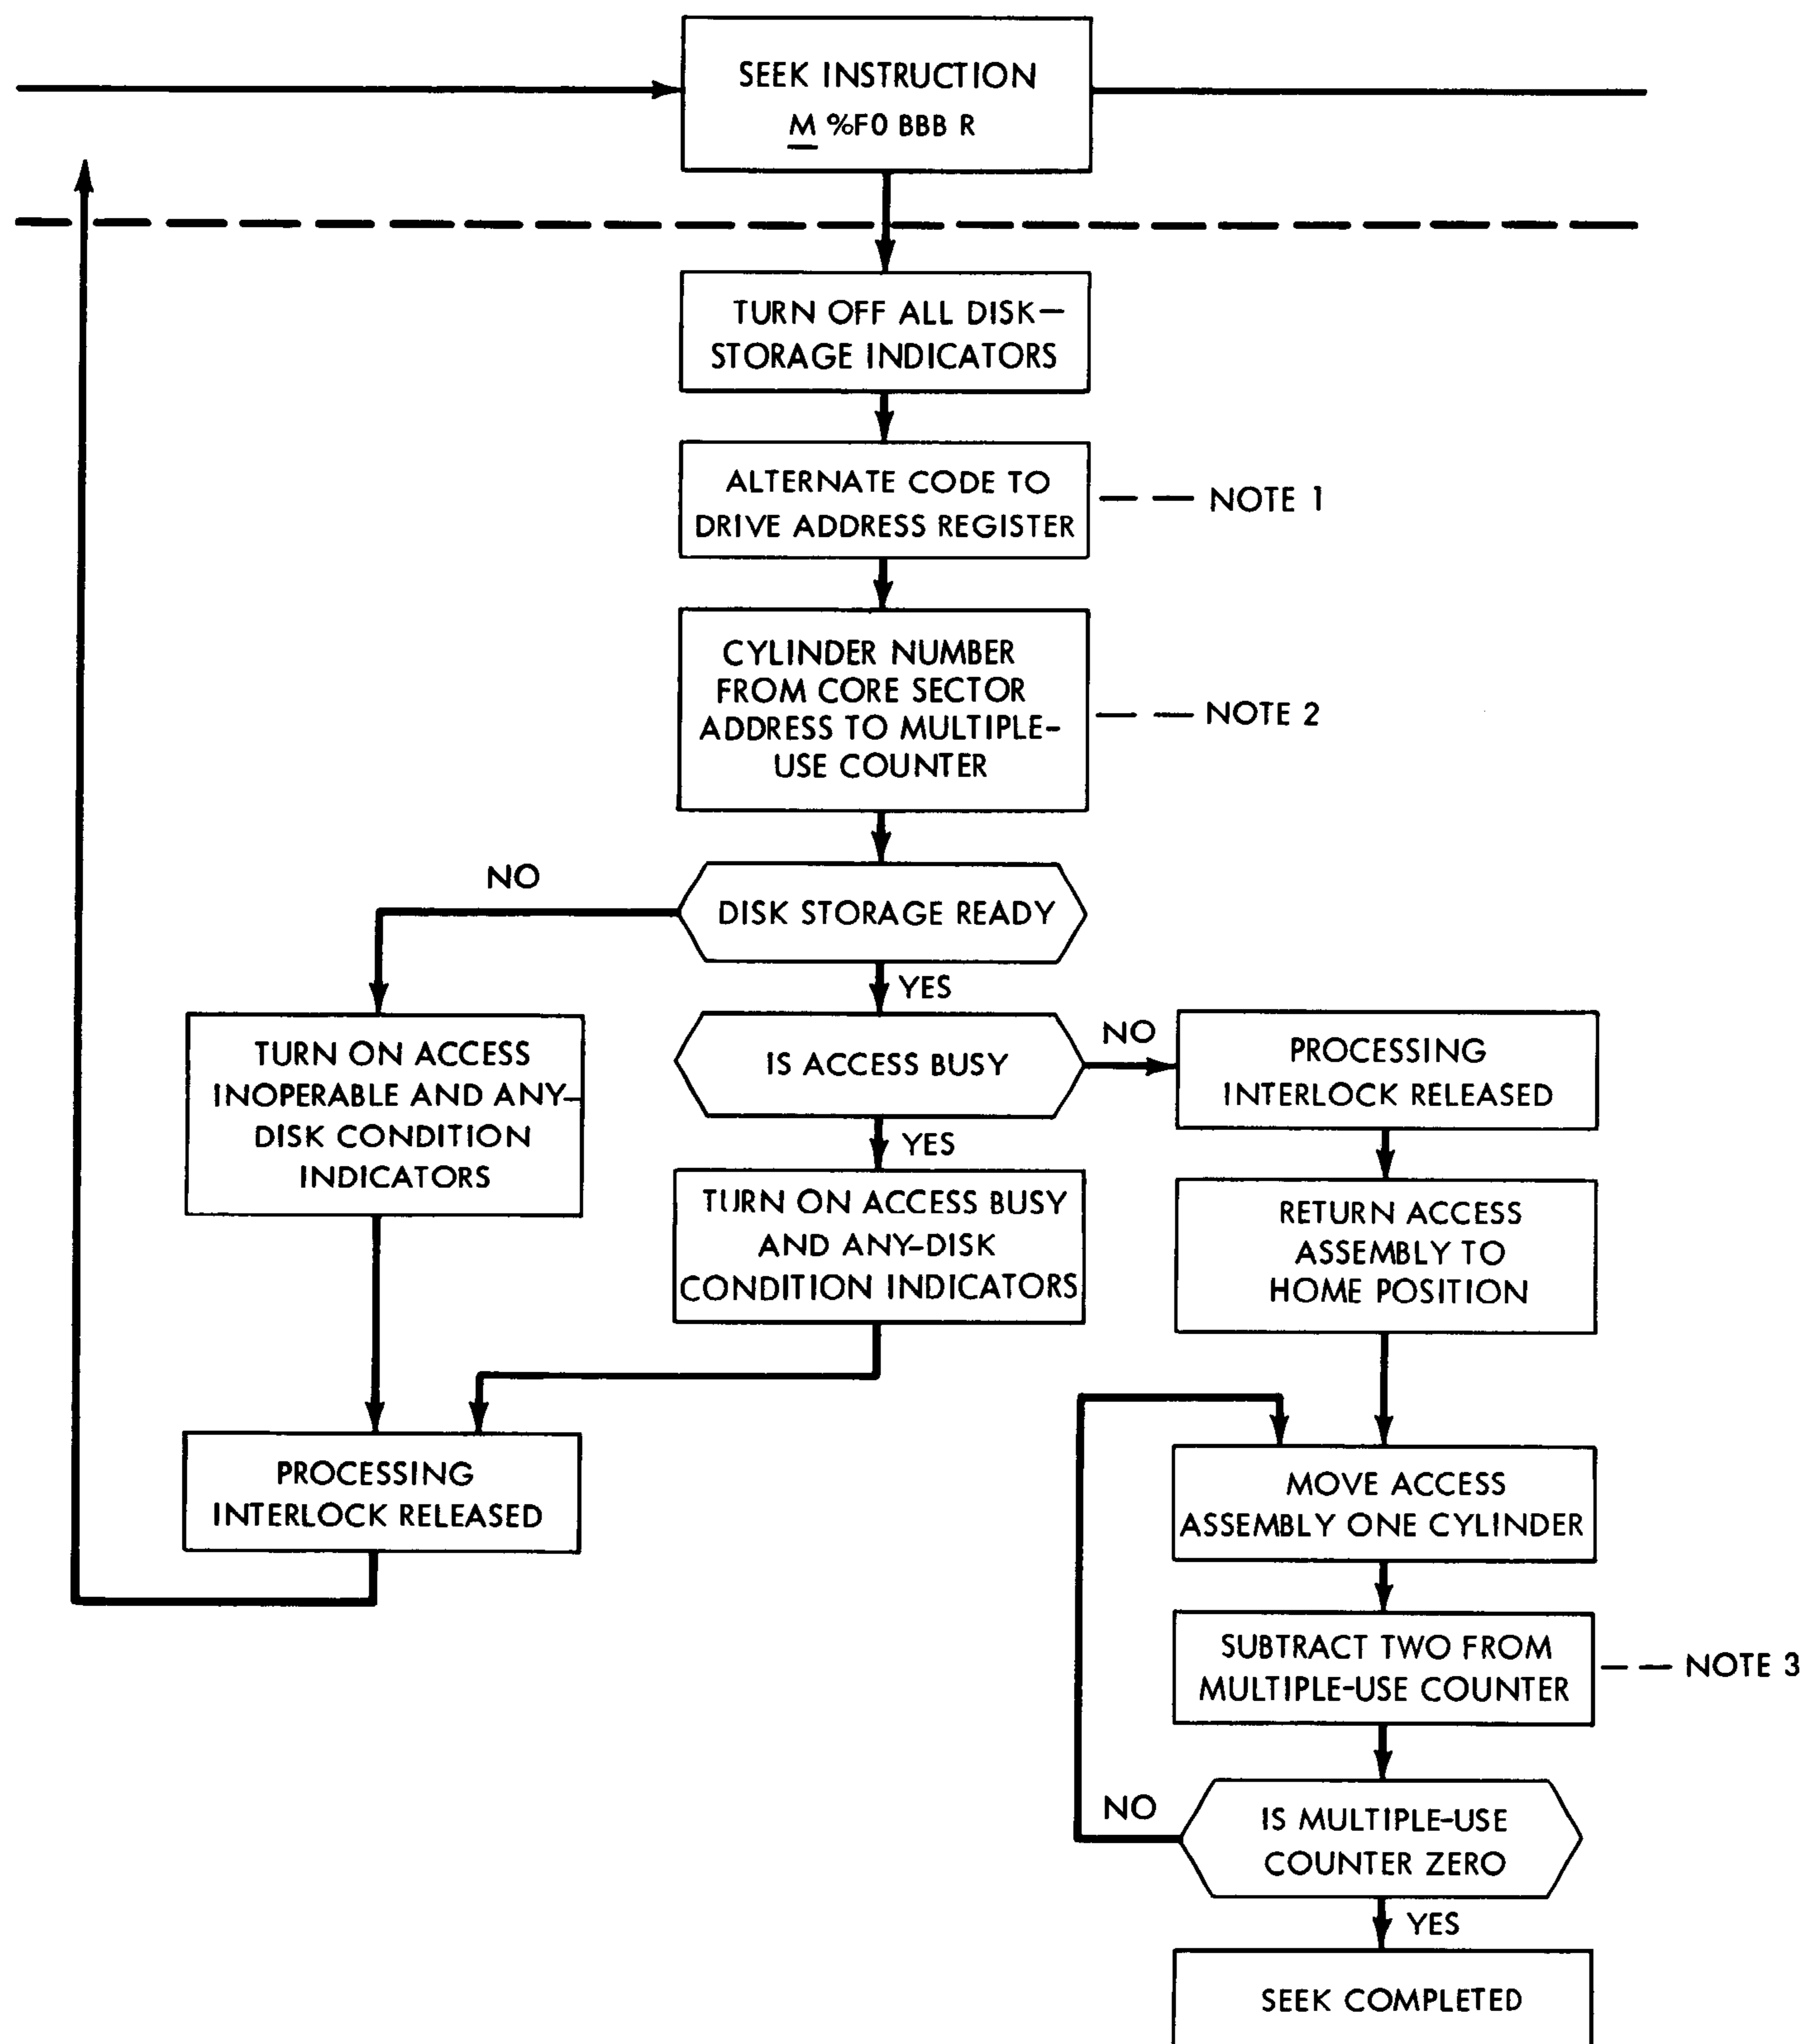 SEEK INSTRUCTION
M %F0 BBB R
TURN OFF ALL DISK—
STORAGE INDICATORS
ALTERNATE CODE TO
DRIVE ADDRESS REGISTER
NOTE 1
CYLINDER NUMBER
FROM CORE SECTOR
ADDRESS TO MULTIPLE-
USE COUNTER
NOTE 2
NO
DISK STORAGE READY
YES
TURN ON ACCESS
INOPERABLE AND ANY—
DISK CONDITION
INDICATORS
IS ACCESS BUSY
NO
PROCESSING
INTERLOCK RELEASED
YES
TURN ON ACCESS BUSY
AND ANY-DISK
CONDITION INDICATORS
RETURN ACCESS
ASSEMBLY TO
HOME POSITION
PROCESSING
INTERLOCK RELEASED
MOVE ACCESS
ASSEMBLY ONE CYLINDER
SUBTRACT TWO FROM
MULTIPLE-USE COUNTER
NOTE 3
NO
IS MULTIPLE-USE
COUNTER ZERO
YES
SEEK COMPLETED